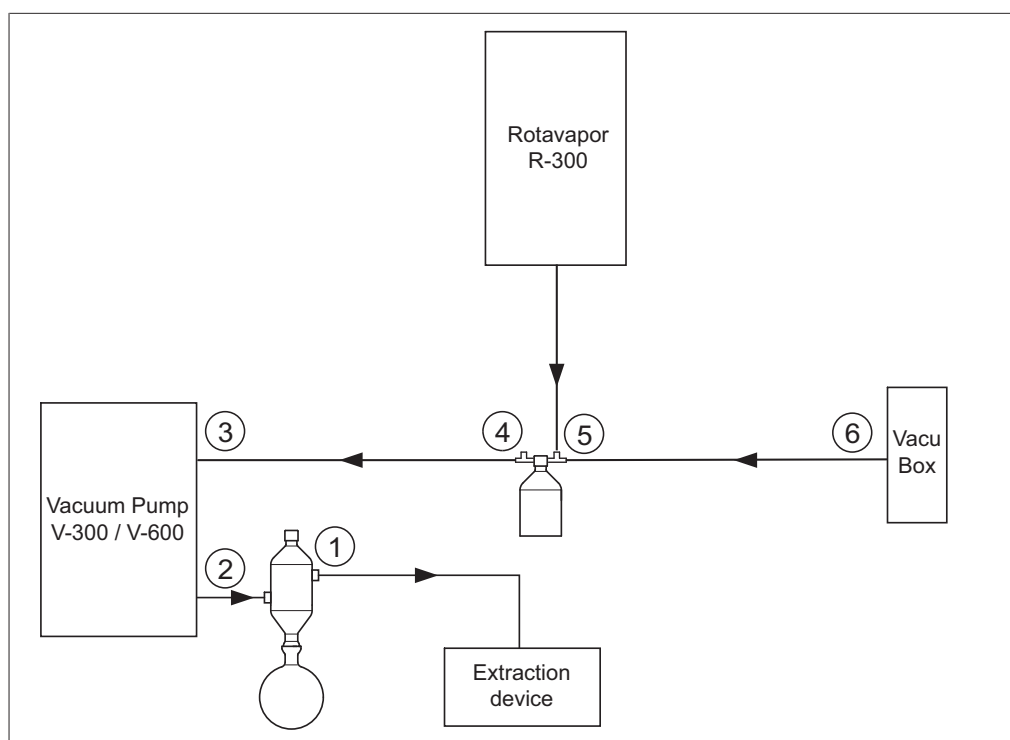 Rotavapor
R-300
3
4
5
6
Vacu
Box
Vacuum Pump
V-300 / V-600
2
1
Extraction
device